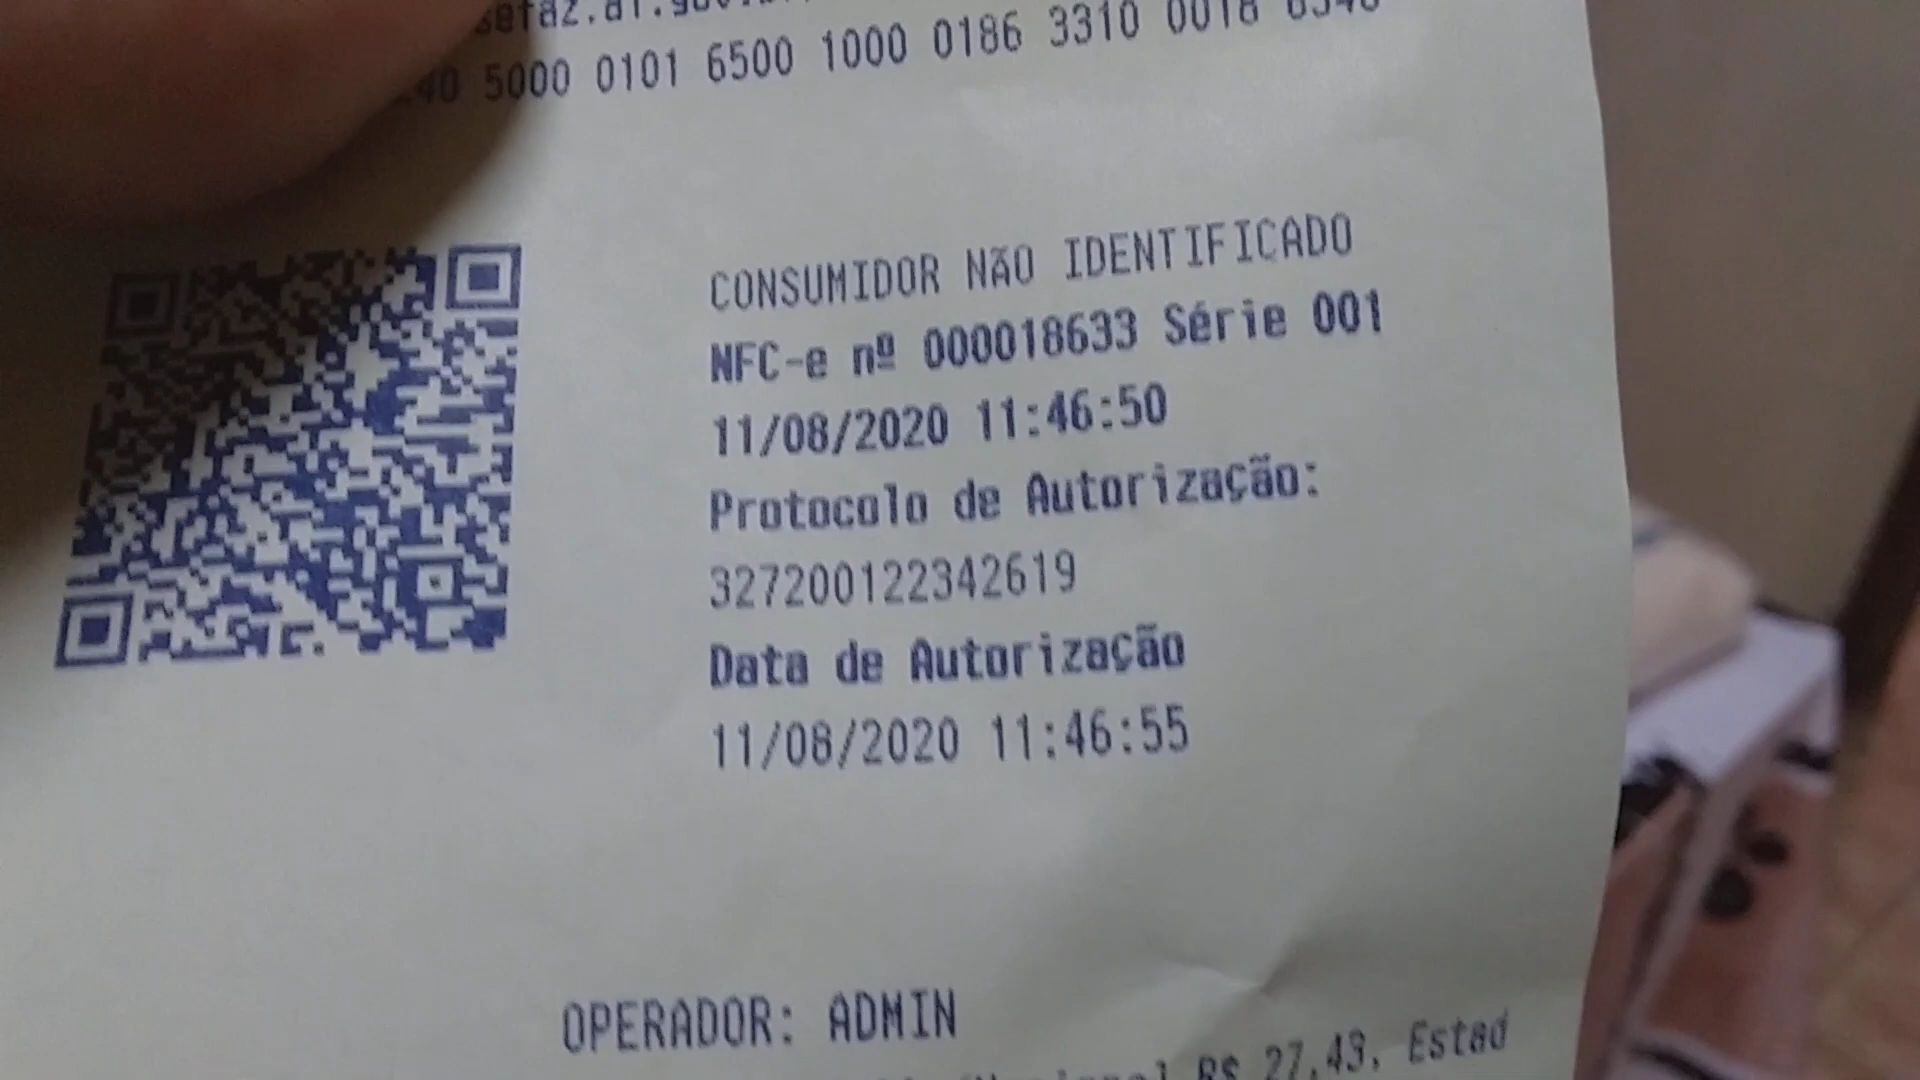 5000 0101 6500 1000 0186 3310 0018
CONSUMIDOR NÃO IDENTIFICADO
NFC-e nº 000018633 Série 001
11/08/2020 11:46:50
Protocolo de Autorização:
327200122342619
Data de Autorização
11/08/2020 11:46:55
OPERADOR: ADMIN
R$ 27,43, Estad